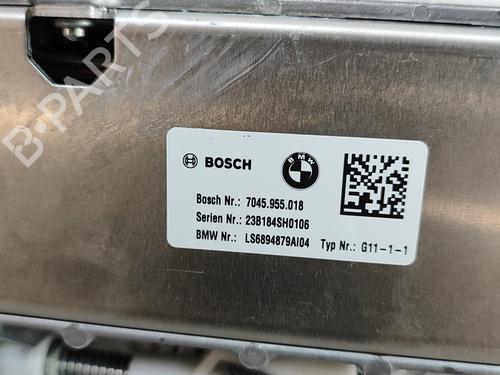 B-PARTS
BOSCH
BMW
Bosch Nr.: 7045.955.018
Serien Nr.: 23B184SH0106
BMW Nr.: LS6894879AI04 Typ Nr.: G11-1-1